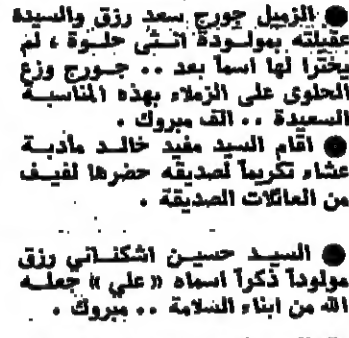 ● الزميل جورج سعد رزق والسيدة
عقيلته بمولودة أنثى حلوة ، لم
يختارا لها اسماً بعد .. جورج وزع
الحلوى على الزملاء بهذه المناسبة
السعيدة .. الف مبروك .
● أقام السيد مفيد خالد مأدبة
عشاء تكريماً لصديقه حضرها لفيف
من العائلات الصديقة .
● السيد حسين اشكناني رزق
مولوداً ذكراً اسماه « علي » جعله
الله من ابناء السلامة .. مبروك .